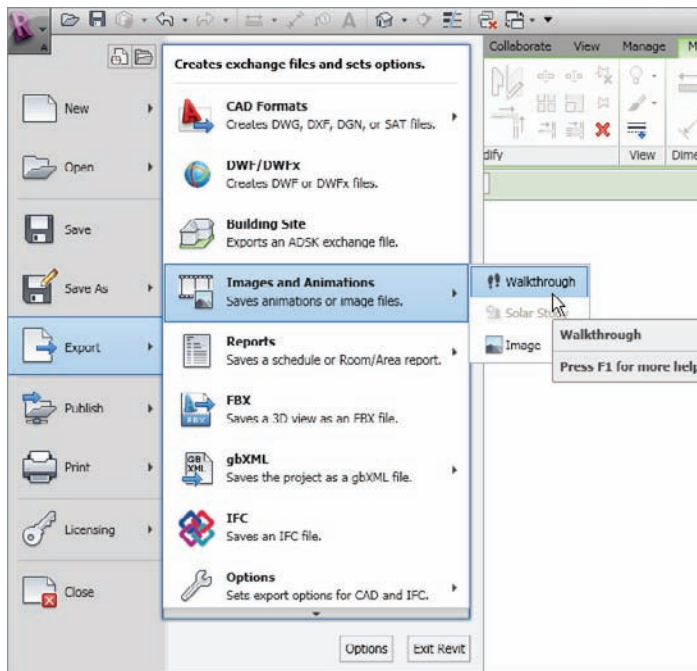 Collaborate View Manage M
Creates exchange files and sets options.
New
Open
Save
Save As
Export
Publish
Print
Licensing
Close
CAD Formats
Creates DWG, DXF, DGN, or SAT files.
DWF/DWFx
Creates DWF or DWFx files.
Building Site
Exports an ADSK exchange file.
Images and Animations
Saves animations or image files.
Reports
Saves a schedule or Room/Area report.
FBX
Saves a 3D view as an FBX file.
gbXML
Saves the project as a gbXML file.
IFC
Saves an IFC file.
Options
Sets export options for CAD and IFC.
Options Exit Revit
Walkthrough
Solar Study
Image
Walkthrough
Press F1 for more help
dify View Dime